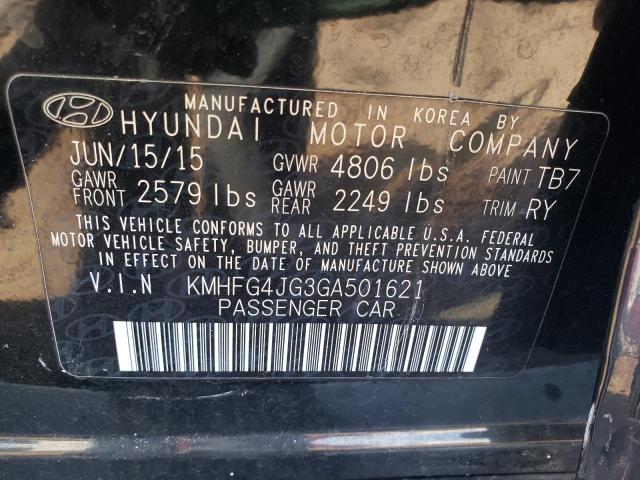 MANUFACTURED IN KOREA BY
HYUNDAI MOTOR COMPANY
JUN/15/15 GVWR 4806 lbs PAINT TB7
GAWR FRONT 2579 lbs GAWR REAR 2249 lbs TRIM RY
THIS VEHICLE CONFORMS TO ALL APPLICABLE U.S.A. FEDERAL
MOTOR VEHICLE SAFETY, BUMPER, AND THEFT PREVENTION STANDARDS
IN EFFECT ON THE DATE OF MANUFACTURE SHOWN ABOVE.
V.I.N KMHFG4JG3GA501621
PASSENGER CAR